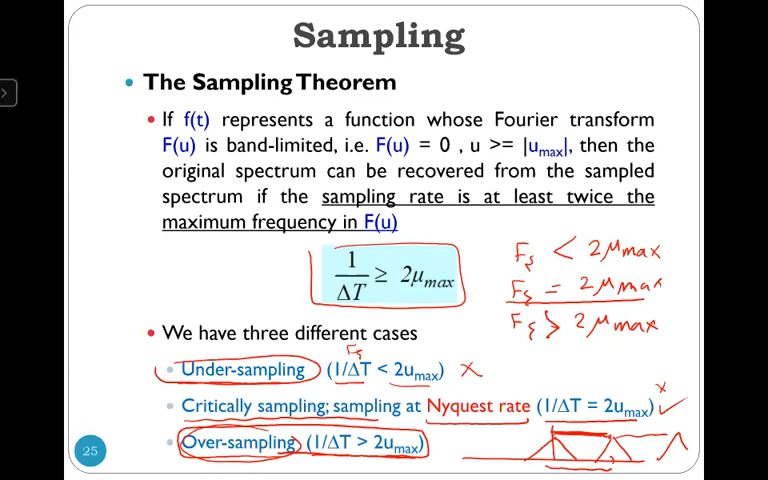 Sampling
The Sampling Theorem
If f(t) represents a function whose Fourier transform
F(u) is band-limited, i.e. F(u) = 0 , u >= |umax|, then the
original spectrum can be recovered from the sampled
spectrum if the sampling rate is at least twice the
maximum frequency in F(u)
1/ΔT ≥ 2μmax
Fs < 2μmax
Fs = 2μmax
Fs > 2μmax
We have three different cases
Fs
Under-sampling (1/ΔT < 2umax)
Critically sampling; sampling at Nyquest rate (1/ΔT = 2umax)
Over-sampling (1/ΔT > 2umax)
25